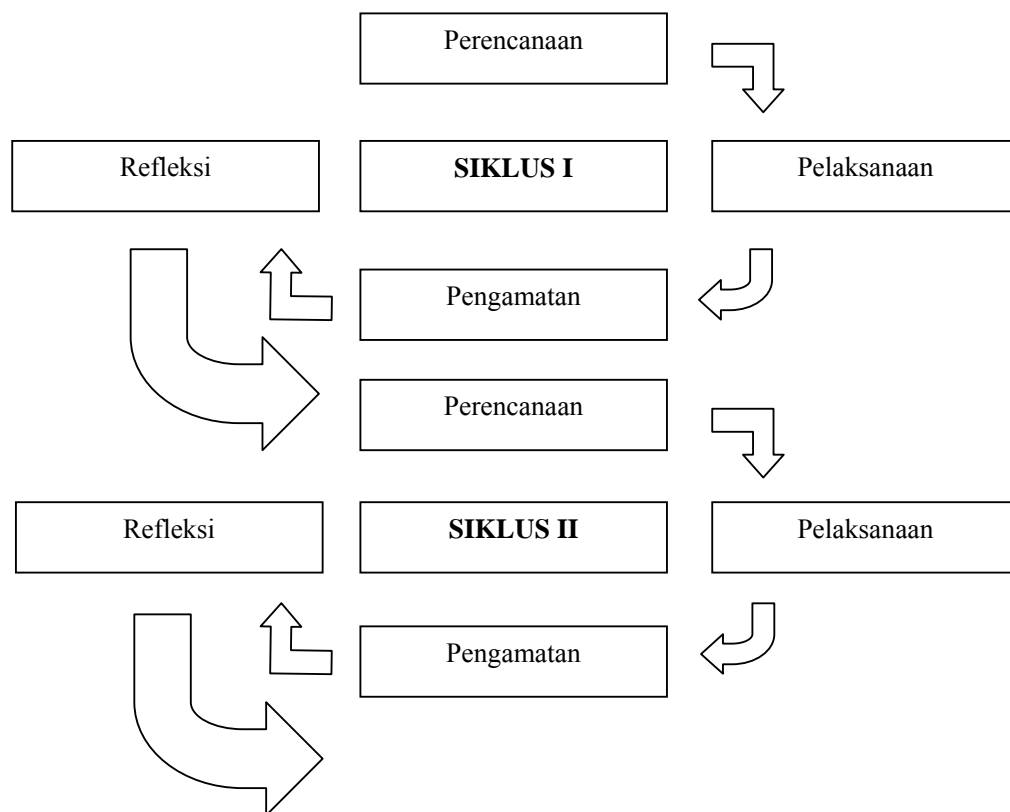 Perencanaan
Refleksi
SIKLUS I
Pelaksanaan
Pengamatan
Perencanaan
Refleksi
SIKLUS II
Pelaksanaan
Pengamatan